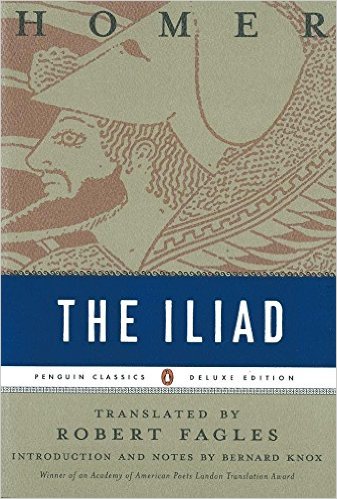 HOMER
THE ILIAD
PENGUIN CLASSICS DELUXE EDITION
TRANSLATED BY
ROBERT FAGLES
INTRODUCTION AND NOTES BY BERNARD KNOX
Winner of an Academy of American Poets Landon Translation Award